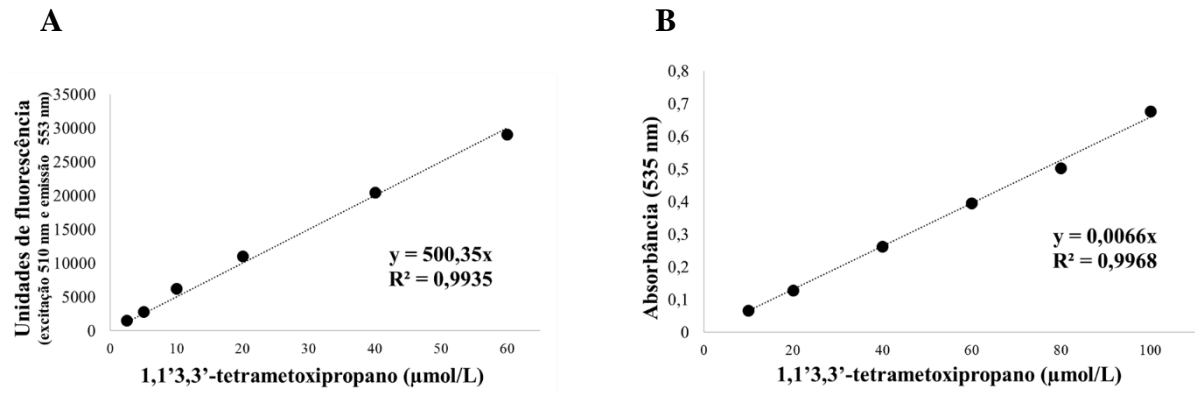 A
Unidades de fluorescência
(excitação 510 nm e emissão 553 nm)
35000
30000
25000
20000
15000
10000
5000
0
0 10 20 30 40 50 60
y = 500,35x
R² = 0,9935
1,1’3,3’-tetrametoxipropano (µmol/L)
B
Absorbância (535 nm)
0,8
0,7
0,6
0,5
0,4
0,3
0,2
0,1
0
0 20 40 60 80 100
y = 0,0066x
R² = 0,9968
1,1’3,3’-tetrametoxipropano (µmol/L)